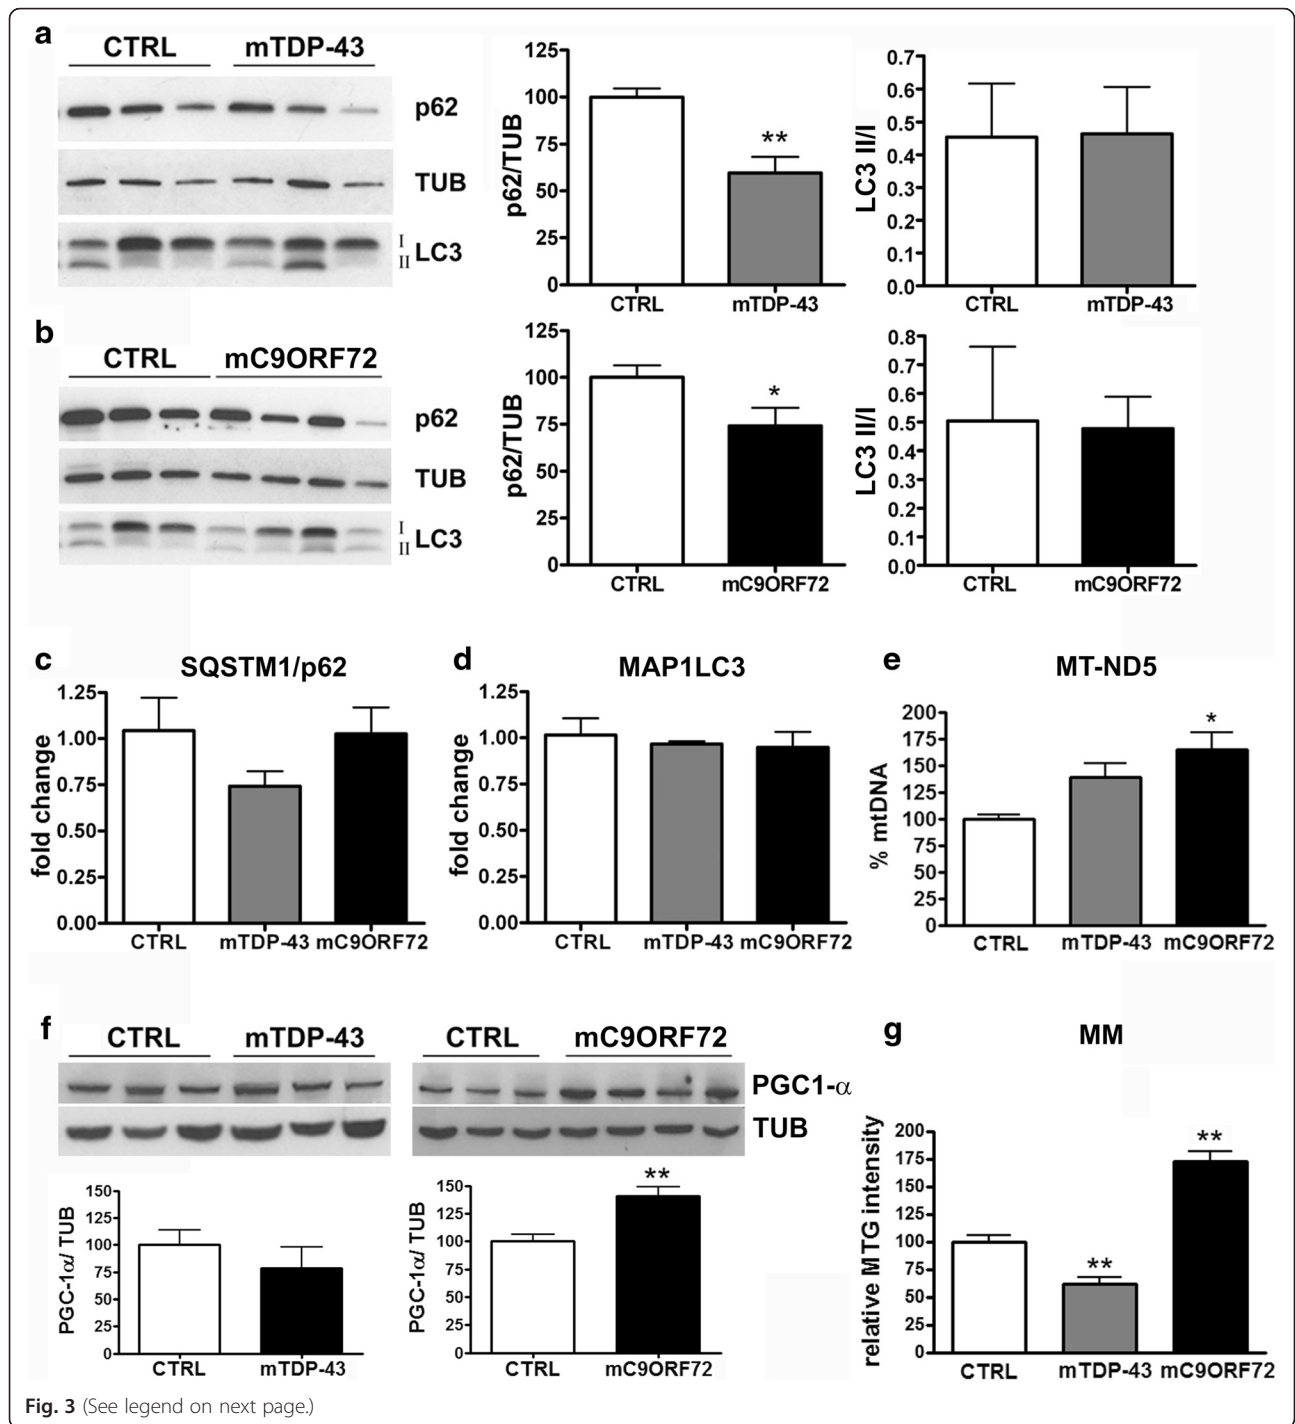 a
CTRL mTDP-43
p62
TUB
I
II
LC3
p62/TUB
125
100
75
50
25
0
**
CTRL mTDP-43
LC3 II/I
0.7
0.6
0.5
0.4
0.3
0.2
0.1
0.0
CTRL mTDP-43
b
CTRL mC9ORF72
p62
TUB
I
II
LC3
p62/TUB
125
100
75
50
25
0
*
CTRL mC9ORF72
LC3 II/I
0.8
0.7
0.6
0.5
0.4
0.3
0.2
0.1
0.0
CTRL mC9ORF72
c
SQSTM1/p62
fold change
1.25
1.00
0.75
0.50
0.25
0.00
CTRL mTDP-43 mC9ORF72
d
MAP1LC3
fold change
1.25
1.00
0.75
0.50
0.25
0.00
CTRL mTDP-43 mC9ORF72
e
MT-ND5
% mtDNA
200
175
150
125
100
75
50
25
0
*
CTRL mTDP-43 mC9ORF72
f
CTRL mTDP-43
CTRL mC9ORF72
PGC1-α
TUB
PGC-1α/ TUB
150
125
100
75
50
25
0
CTRL mTDP-43
PGC-1α/ TUB
150
125
100
75
50
25
0
**
CTRL mC9ORF72
g
MM
relative MTG intensity
200
175
150
125
100
75
50
25
0
**
**
CTRL mTDP-43 mC9ORF72
Fig. 3 (See legend on next page.)